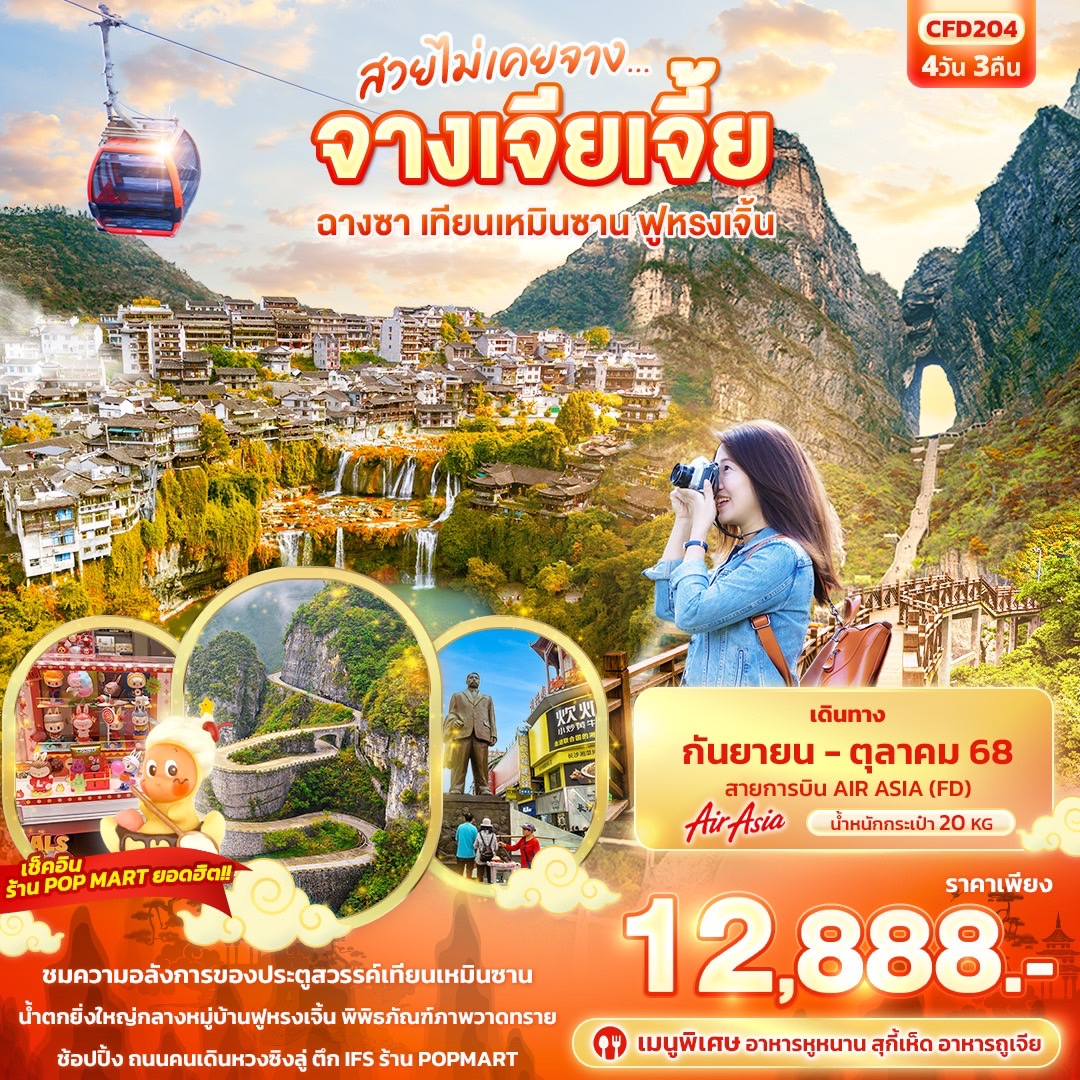 CFD204
4วัน 3คืน
สวยไม่เคยจาง...
จางเจียเจี้ย
ฉางซา เทียนเหมินซาน ฟูหรงเจิ้น
เดินทาง
กันยายน - ตุลาคม 68
สายการบิน AIR ASIA (FD)
AirAsia น้ำหนักกระเป๋า 20 KG
เช็คอิน
ร้าน POP MART ยอดฮิต!!
ราคาเพียง
12,888.-
ชมความอลังการของประตูสวรรค์เทียนเหมินซาน
น้ำตกยิ่งใหญ่กลางหมู่บ้านฟูหรงเจิ้น พิพิธภัณฑ์ภาพวาดทราย
ช้อปปิ้ง ถนนคนเดินหวงซิงลู่ ตึก IFS ร้าน POPMART
เมนูพิเศษ อาหารหูหนาน สุกี้เห็ด อาหารถูเจีย